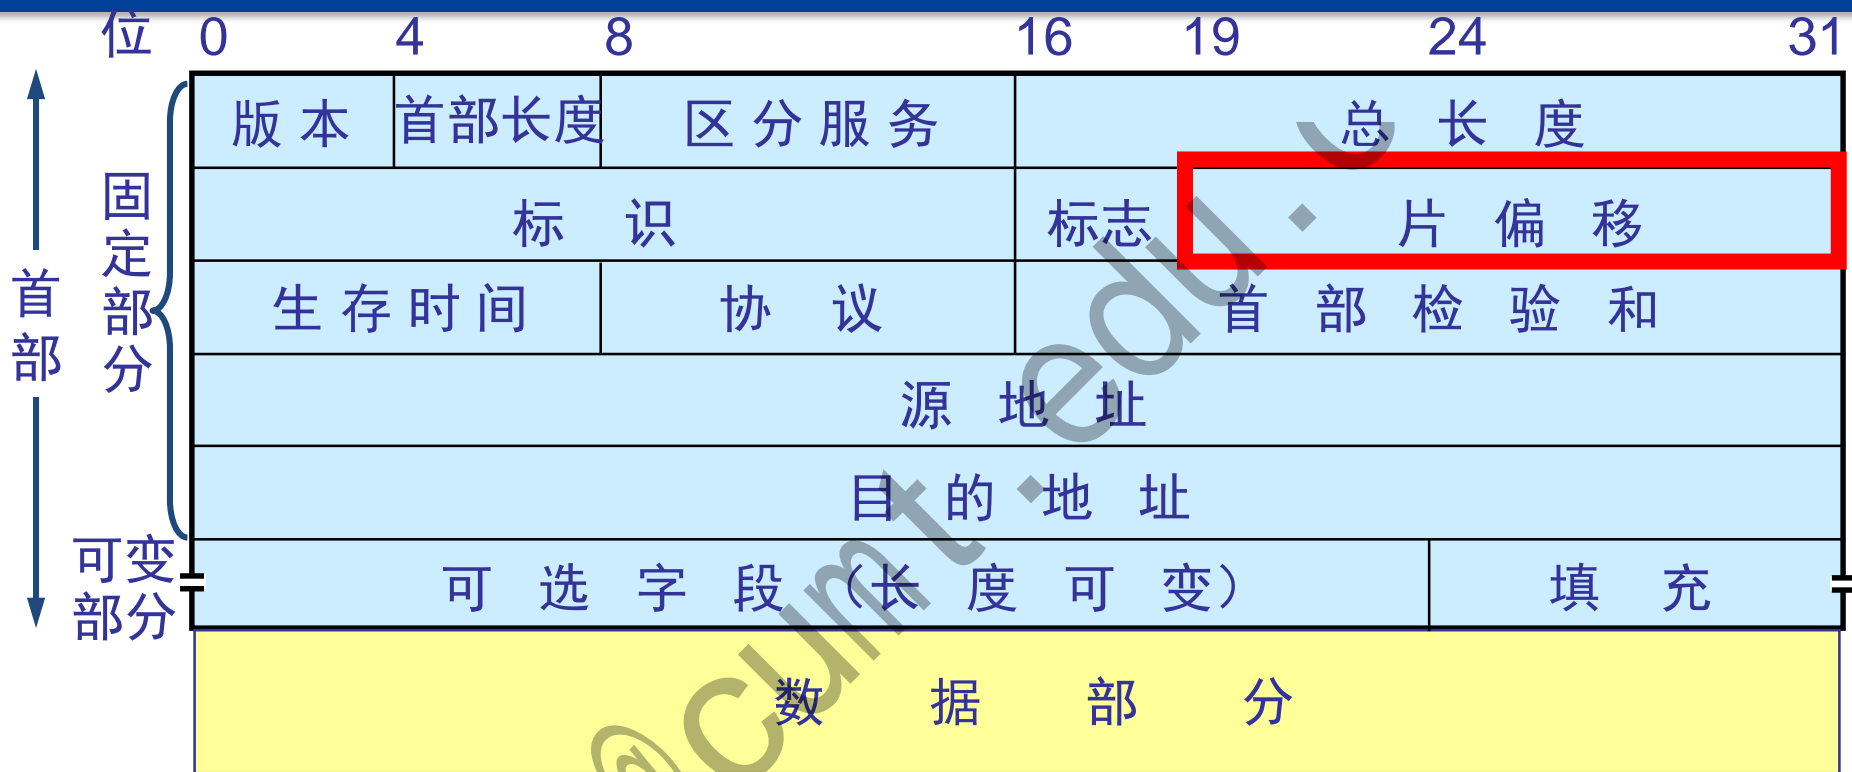 位 0 4 8 16 19 24 31
版本 首部长度 区分服务 总长度
标识 标志 片偏移
生存时间 协议 首部检验和
源地址
目的地址
可选字段（长度可变） 填充
数据部分
首部
固定部分
可变
部分
@cumt.edu.c